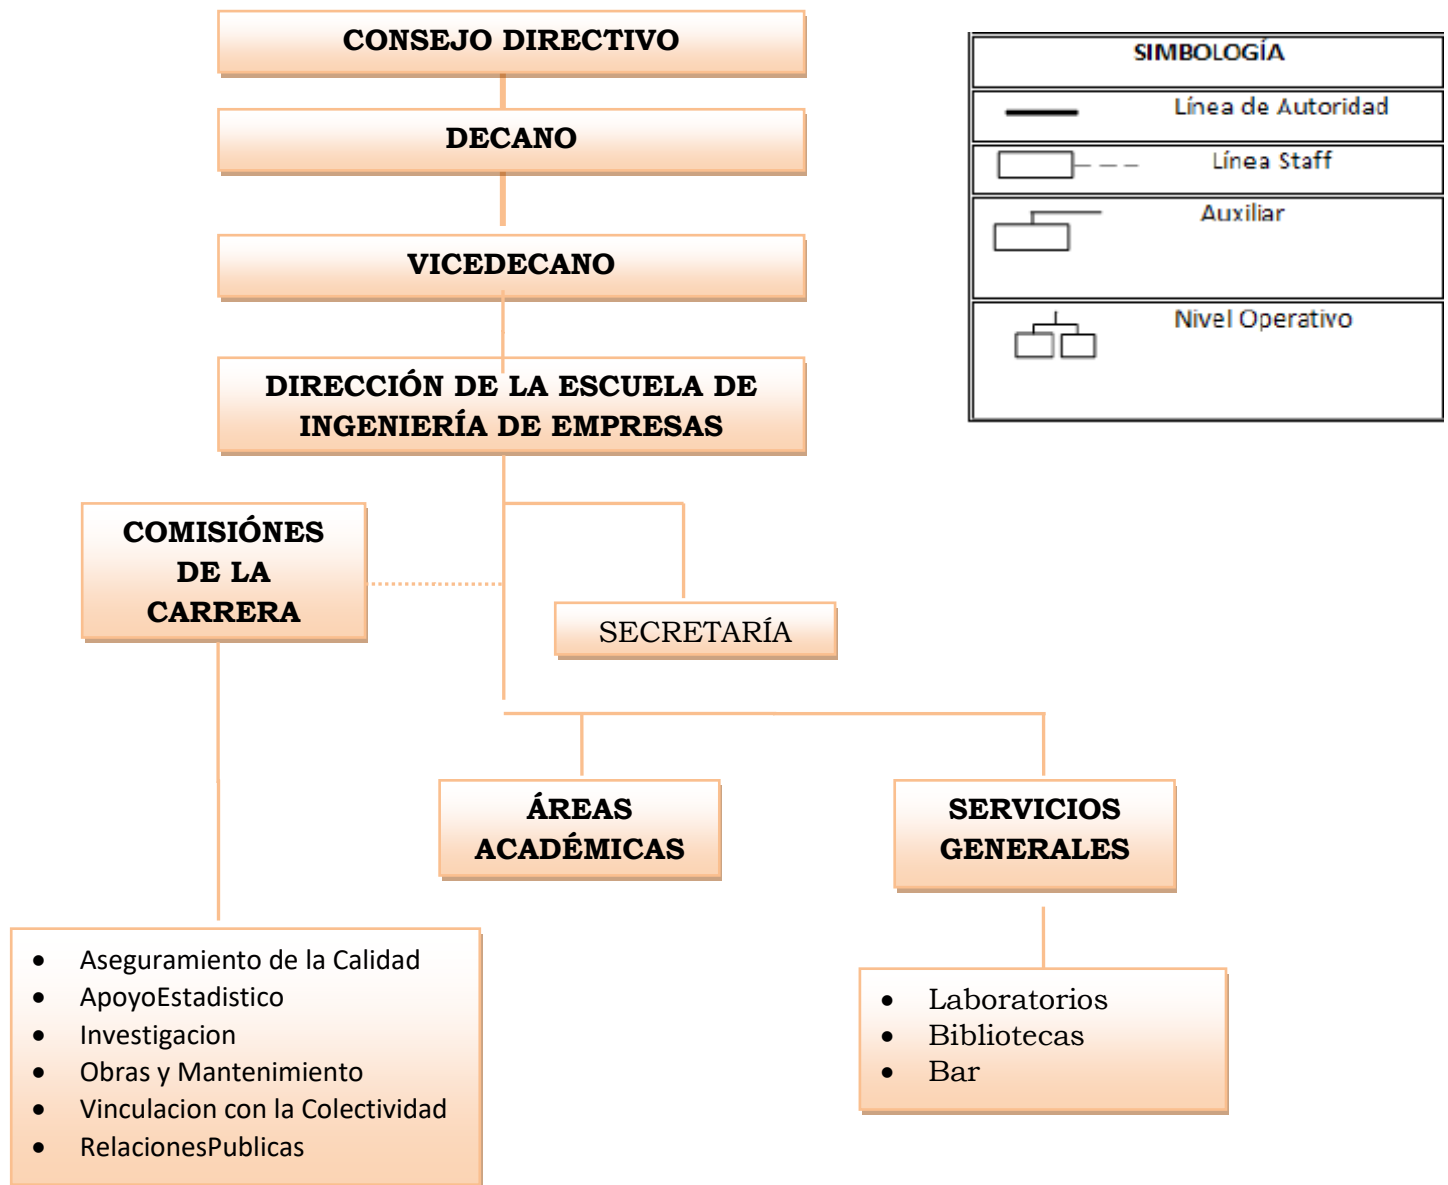 CONSEJO DIRECTIVO
DECANO
VICEDECANO
DIRECCIÓN DE LA ESCUELA DE
INGENIERÍA DE EMPRESAS
SIMBOLOGÍA
Línea de Autoridad
Línea Staff
Auxiliar
Nivel Operativo
COMISIÓNES
DE LA
CARRERA
SECRETARÍA
ÁREAS
ACADÉMICAS
SERVICIOS
GENERALES
• Aseguramiento de la Calidad
• ApoyoEstadistico
• Investigacion
• Obras y Mantenimiento
• Vinculacion con la Colectividad
• RelacionesPublicas
• Laboratorios
• Bibliotecas
• Bar